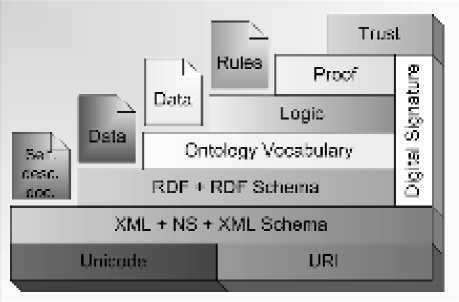 Trust
Rules
Proof
Data
Logic
Data
Ontology Vocabulary
Self
desc.
doc.
RDF + RDF Schema
Digital Signature
XML + NS + XML Schema
Unicode
URI